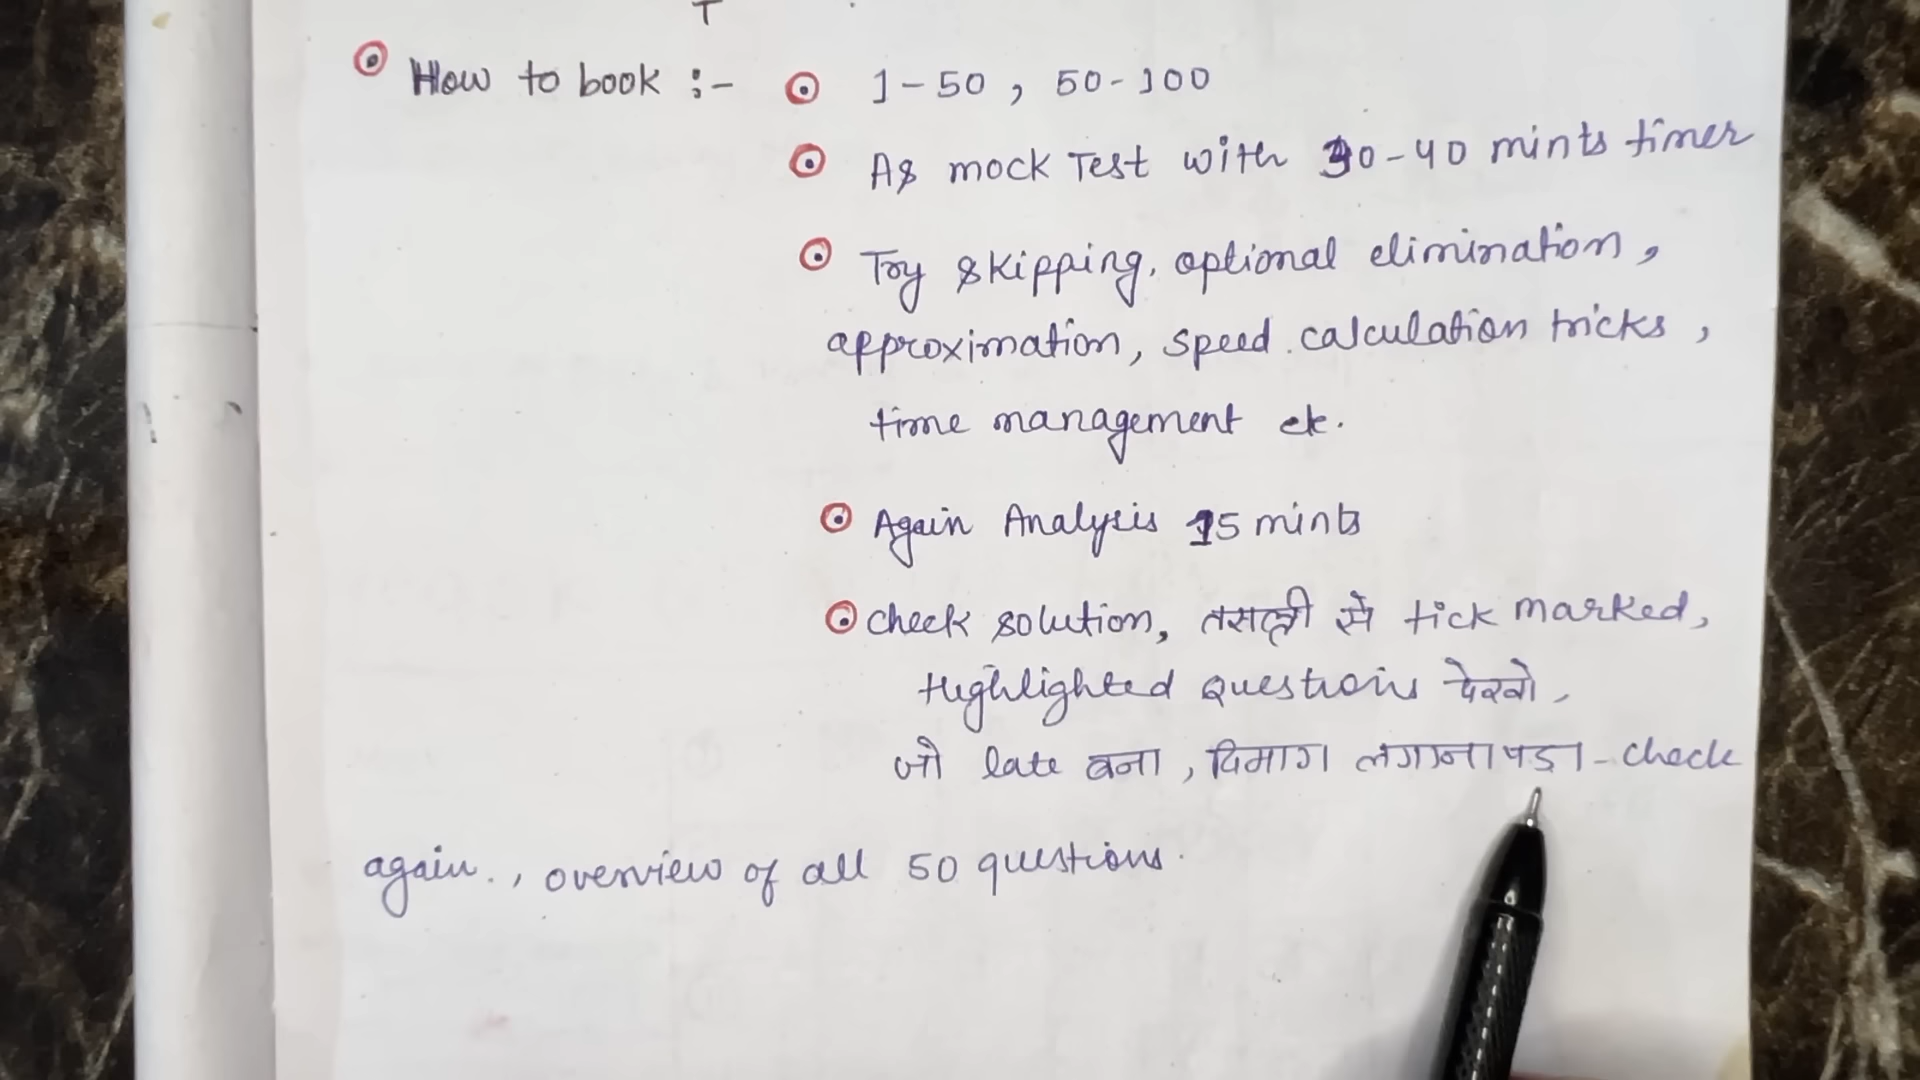 How to book :- 1-50, 50-100
As mock Test with 30-40 mints timer
Try skipping, optional elimination,
approximation, speed calculation tricks,
time management etc.
Again Analysis 15 mints
check solution, तसल्ली से tick marked,
Highlighted questions देखो,
जो late बना, दिमाग लगाना पड़ा - check
again., overview of all 50 questions.